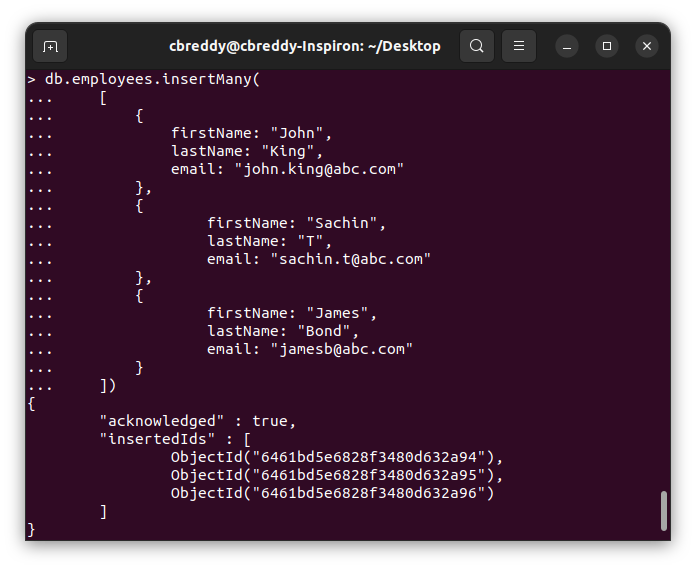 cbreddy@cbreddy-Inspiron: ~/Desktop
> db.employees.insertMany(
...     [
...         {
...             firstName: "John",
...             lastName: "King",
...             email: "john.king@abc.com"
...         },
...         {
...                 firstName: "Sachin",
...                 lastName: "T",
...                 email: "sachin.t@abc.com"
...         },
...         {
...                 firstName: "James",
...                 lastName: "Bond",
...                 email: "jamesb@abc.com"
...         }
...     ])
{
        "acknowledged" : true,
        "insertedIds" : [
                ObjectId("6461bd5e6828f3480d632a94"),
                ObjectId("6461bd5e6828f3480d632a95"),
                ObjectId("6461bd5e6828f3480d632a96")
        ]
}